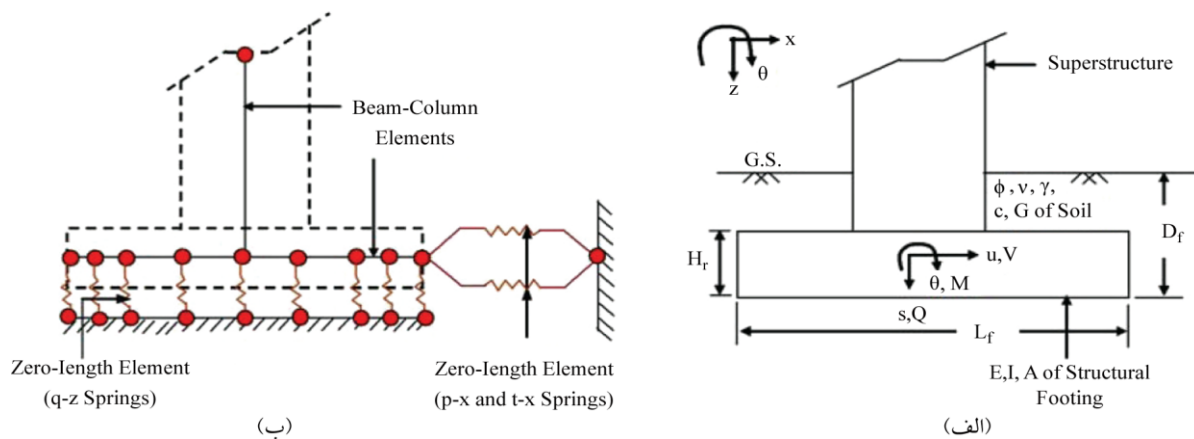 Beam-Column
Elements
Zero-length Element
(q-z Springs)
Zero-length Element
(p-x and t-x Springs)
(ب)
x
θ
z
Superstructure
G.S.
ϕ , ν , γ,
c, G of Soil
D_f
H_r
u,V
θ, M
s,Q
L_f
E,I, A of Structural
Footing
(الف)